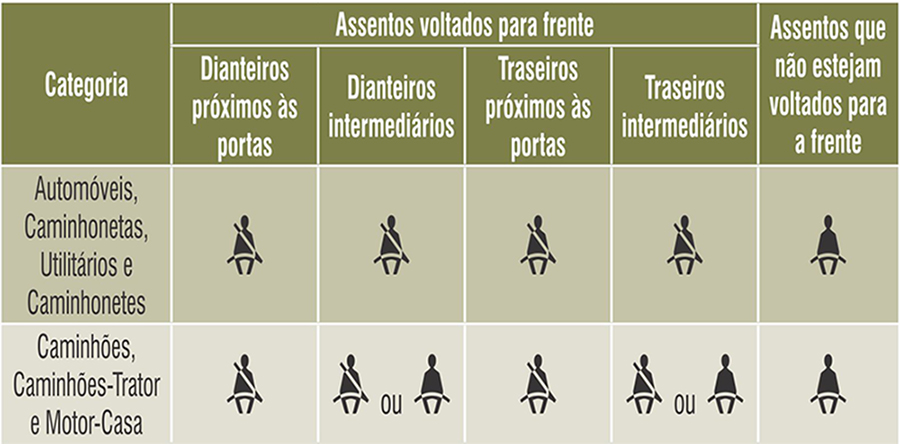 Categoria
Assentos voltados para frente
Dianteiros
próximos às
portas
Dianteiros
intermediários
Traseiros
próximos às
portas
Traseiros
intermediários
Assentos que
não estejam
voltados para
a frente
Automóveis,
Caminhonetas,
Utilitários e
Caminhonetes
Caminhões,
Caminhões-Trator
e Motor-Casa
ou
ou